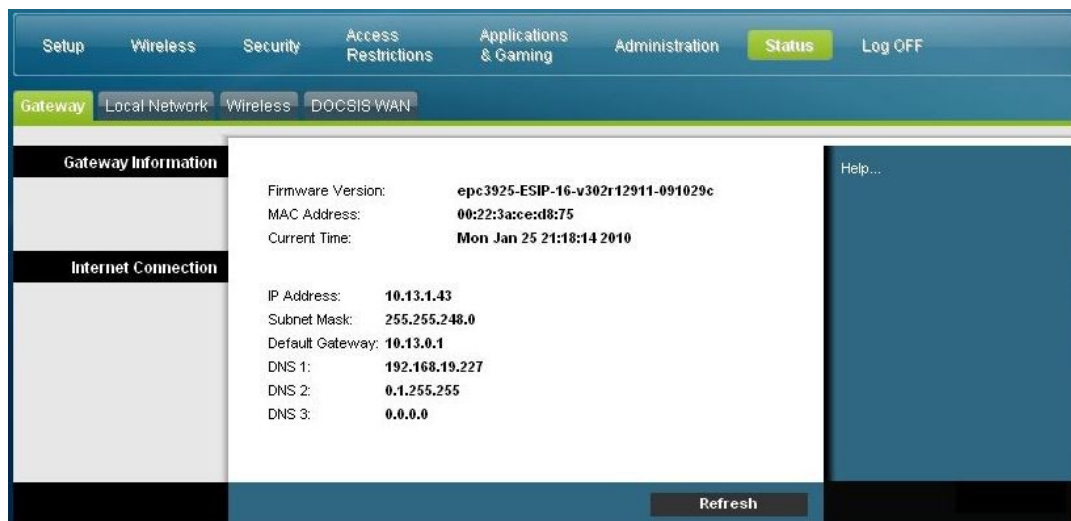 Setup Wireless Security Access Restrictions Applications & Gaming Administration Status Log OFF
Gateway Local Network Wireless DOCSIS WAN
Gateway Information
Help...
Firmware Version: epc3925-ESIP-16-v302r12911-091029c
MAC Address: 00:22:3a:ce:d8:75
Current Time: Mon Jan 25 21:18:14 2010
Internet Connection
IP Address: 10.13.1.43
Subnet Mask: 255.255.248.0
Default Gateway: 10.13.0.1
DNS 1: 192.168.19.227
DNS 2: 0.1.255.255
DNS 3: 0.0.0.0
Refresh